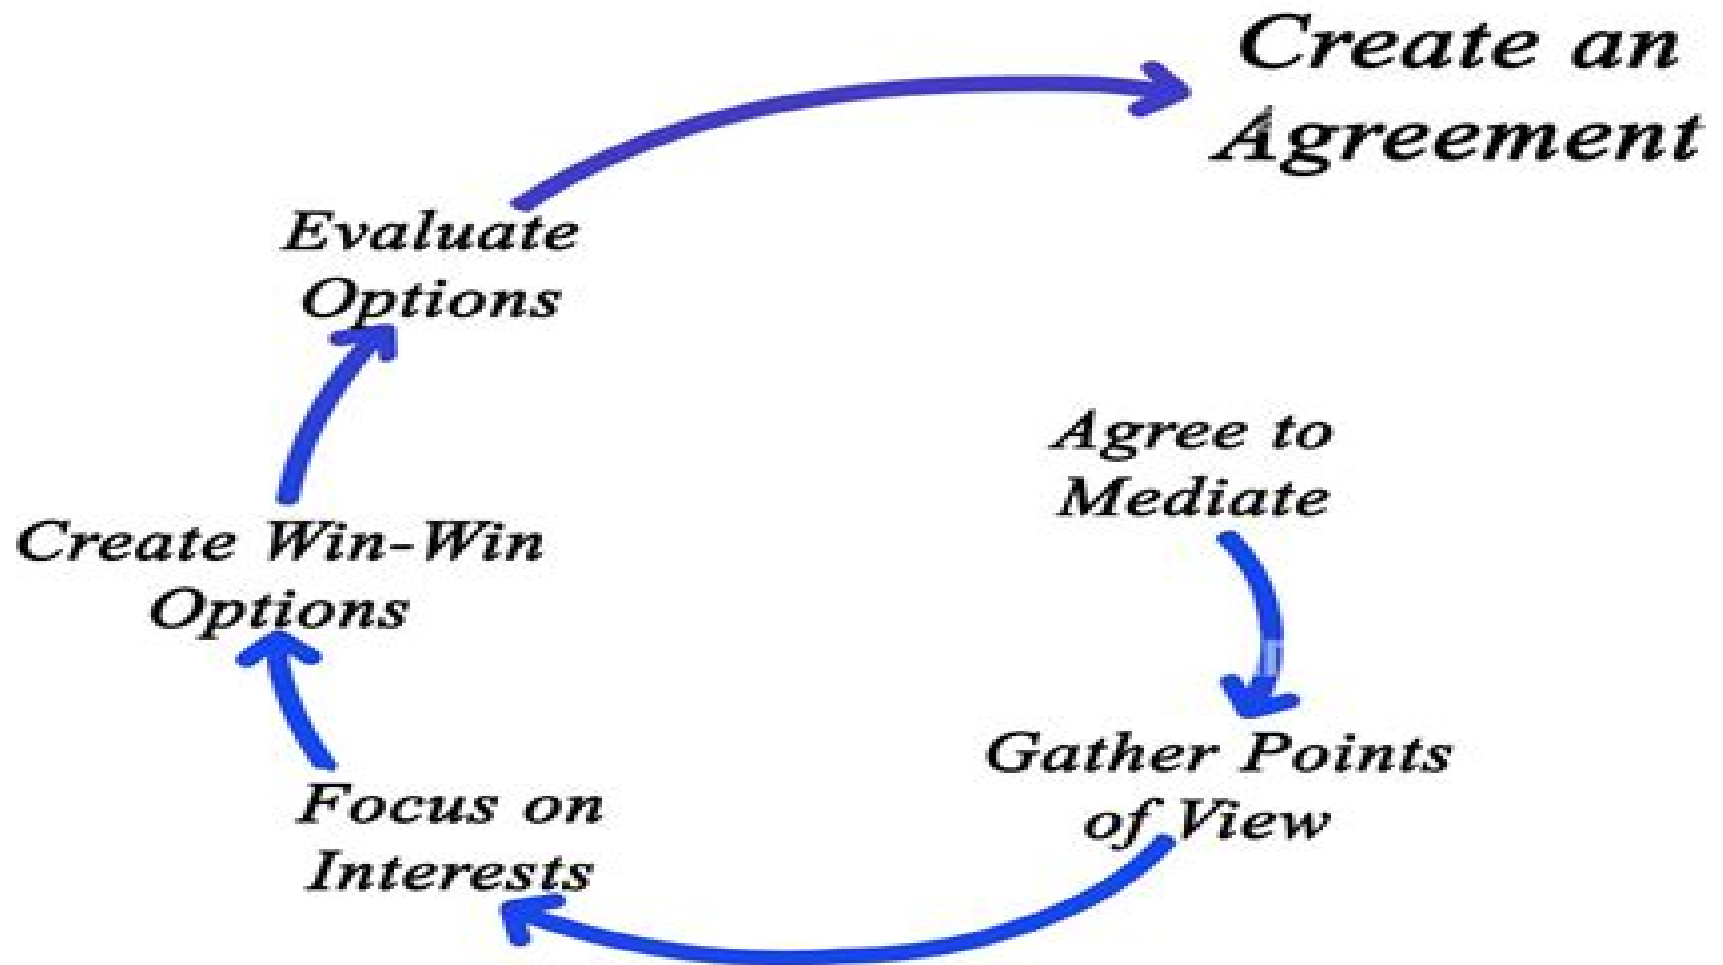 Create an
Agreement
Evaluate
Options
Agree to
Mediate
Create Win-Win
Options
Gather Points
of View
Focus on
Interests